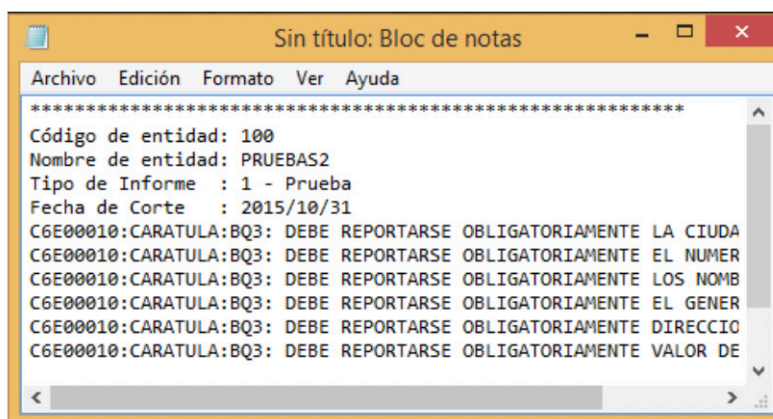 Sin título: Bloc de notas
Archivo Edición Formato Ver Ayuda
***********************************************************
Código de entidad: 100
Nombre de entidad: PRUEBAS2
Tipo de Informe : 1 - Prueba
Fecha de Corte : 2015/10/31
C6E00010:CARATULA:BQ3: DEBE REPORTARSE OBLIGATORIAMENTE LA CIUDA
C6E00010:CARATULA:BQ3: DEBE REPORTARSE OBLIGATORIAMENTE EL NUMER
C6E00010:CARATULA:BQ3: DEBE REPORTARSE OBLIGATORIAMENTE LOS NOMB
C6E00010:CARATULA:BQ3: DEBE REPORTARSE OBLIGATORIAMENTE EL GENER
C6E00010:CARATULA:BQ3: DEBE REPORTARSE OBLIGATORIAMENTE DIRECCIO
C6E00010:CARATULA:BQ3: DEBE REPORTARSE OBLIGATORIAMENTE VALOR DE